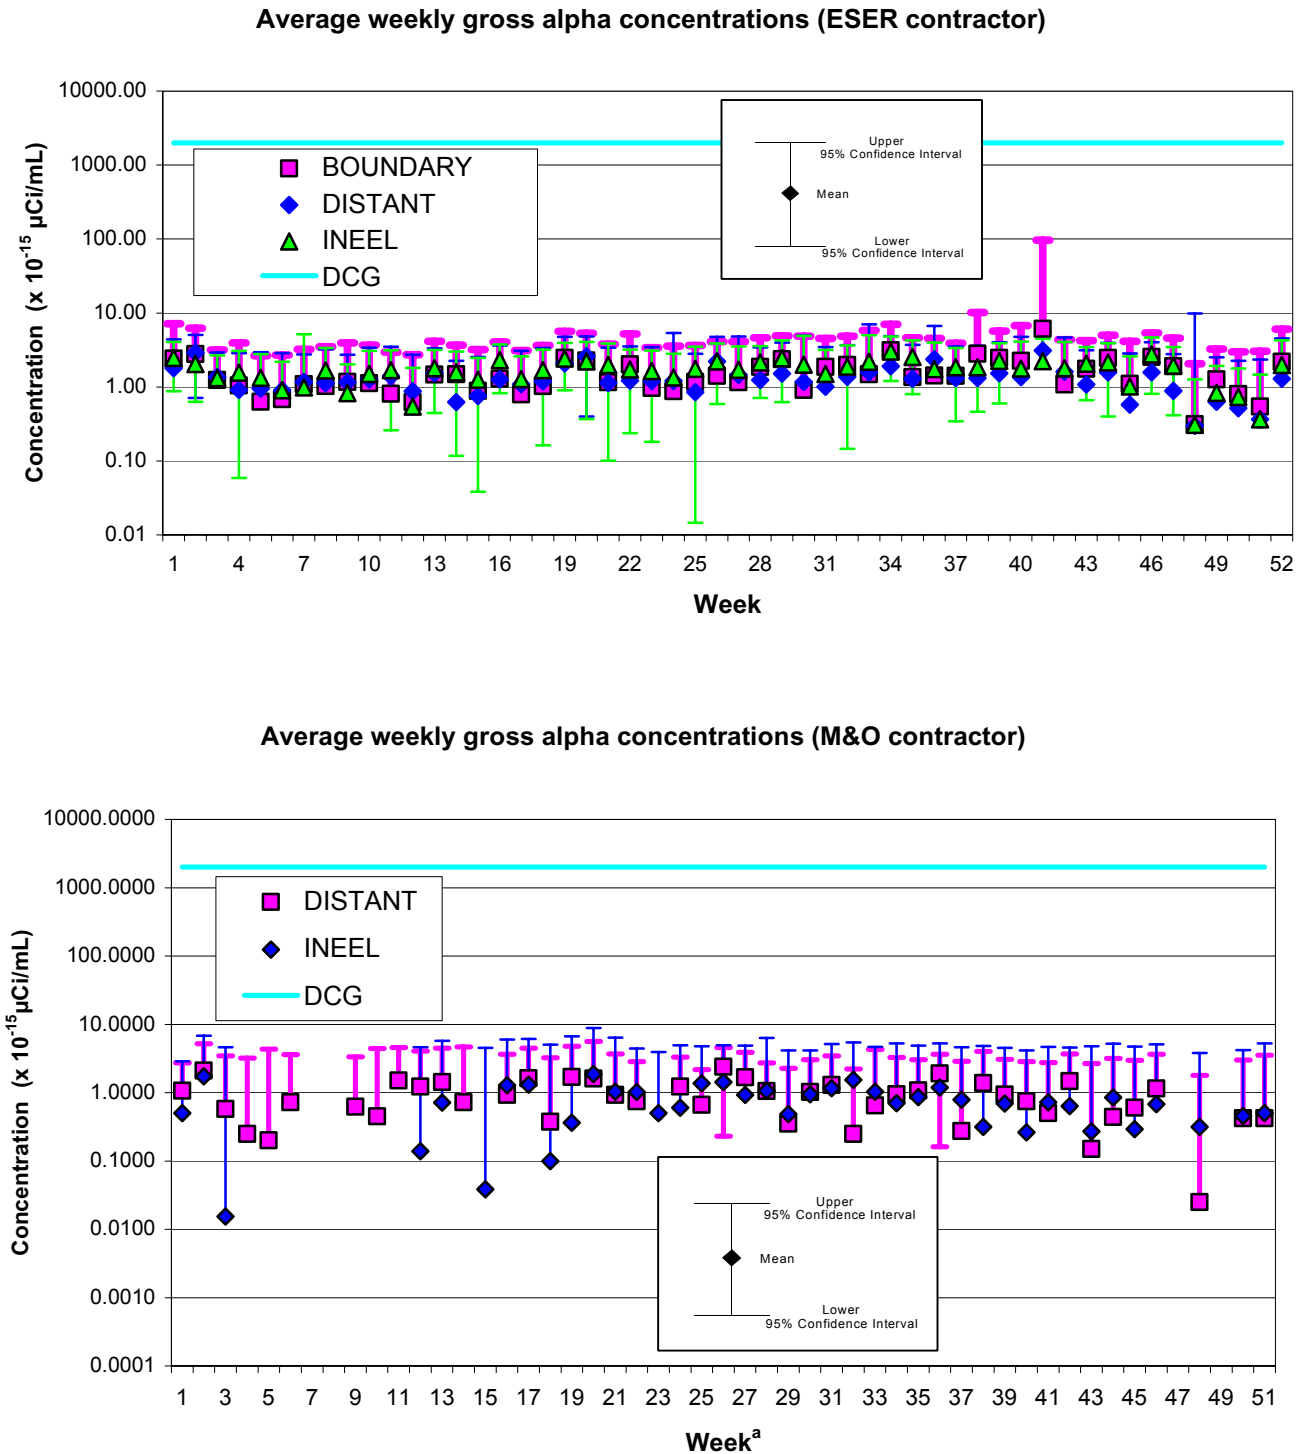 Average weekly gross alpha concentrations (ESER contractor)
10000.00
1000.00
100.00
10.00
1.00
0.10
0.01
Concentration (x 10-15 µCi/mL)
BOUNDARY
DISTANT
INEEL
DCG
Upper
95% Confidence Interval
Mean
Lower
95% Confidence Interval
1 4 7 10 13 16 19 22 25 28 31 34 37 40 43 46 49 52
Week
Average weekly gross alpha concentrations (M&O contractor)
10000.0000
1000.0000
100.0000
10.0000
1.0000
0.1000
0.0100
0.0010
0.0001
Concentration (x 10-15µCi/mL)
DISTANT
INEEL
DCG
Upper
95% Confidence Interval
Mean
Lower
95% Confidence Interval
1 3 5 7 9 11 13 15 17 19 21 23 25 27 29 31 33 35 37 39 41 43 45 47 49 51
Weeka